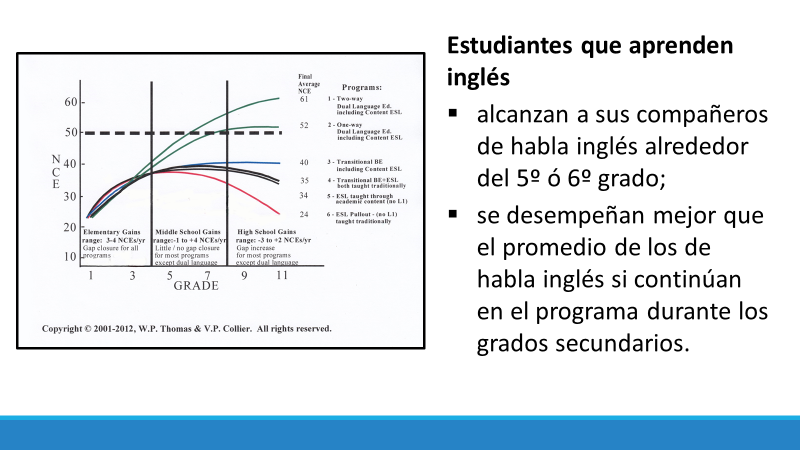 Final
Average
NCE
Programs:
61
1 - Two-way
Dual Language Ed.
including Content ESL
60
52
2 - One-way
Dual Language Ed.
including Content ESL
50
N
C
E
40
40
3 - Transitional BE
including Content ESL
35
4 - Transitional BE+ESL
both taught traditionally
30
34
5 - ESL taught through
academic content (no L1)
24
6 - ESL Pullout - (no L1)
taught traditionally
20
Elementary Gains
range: 3-4 NCEs/yr
Gap closure for all
programs
Middle School Gains
range:-1 to +4 NCEs/yr
Little / no gap closure
for most programs
except dual language
High School Gains
range: -3 to +2 NCEs/yr
Gap increase
for most programs
except dual language
10
1 3 5 7 9 11
GRADE
Copyright © 2001-2012, W.P. Thomas & V.P. Collier. All rights reserved.
Estudiantes que aprenden
inglés
▪ alcanzan a sus compañeros
de habla inglés alrededor
del 5º ó 6º grado;
▪ se desempeñan mejor que
el promedio de los de
habla inglés si continúan
en el programa durante los
grados secundarios.